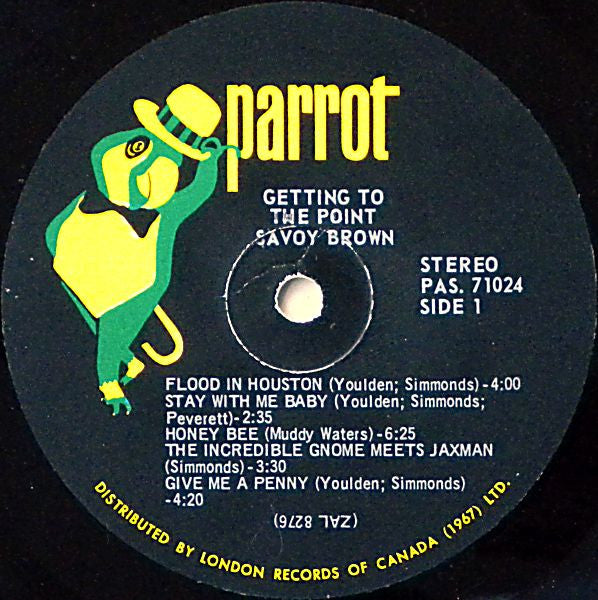 parrot
GETTING TO
THE POINT
SAVOY BROWN
STEREO
PAS. 71024
SIDE 1
FLOOD IN HOUSTON (Youlden; Simmonds)-4:00
STAY WITH ME BABY (Youlden; Simmonds;
Peverett)-2:35
HONEY BEE (Muddy Waters)-6:25
THE INCREDIBLE GNOME MEETS JAXMAN
(Simmonds)-3:30
GIVE ME A PENNY (Youlden; Simmonds)
-4:20
(ZAL 8276)
DISTRIBUTED BY LONDON RECORDS OF CANADA (1967) LTD.